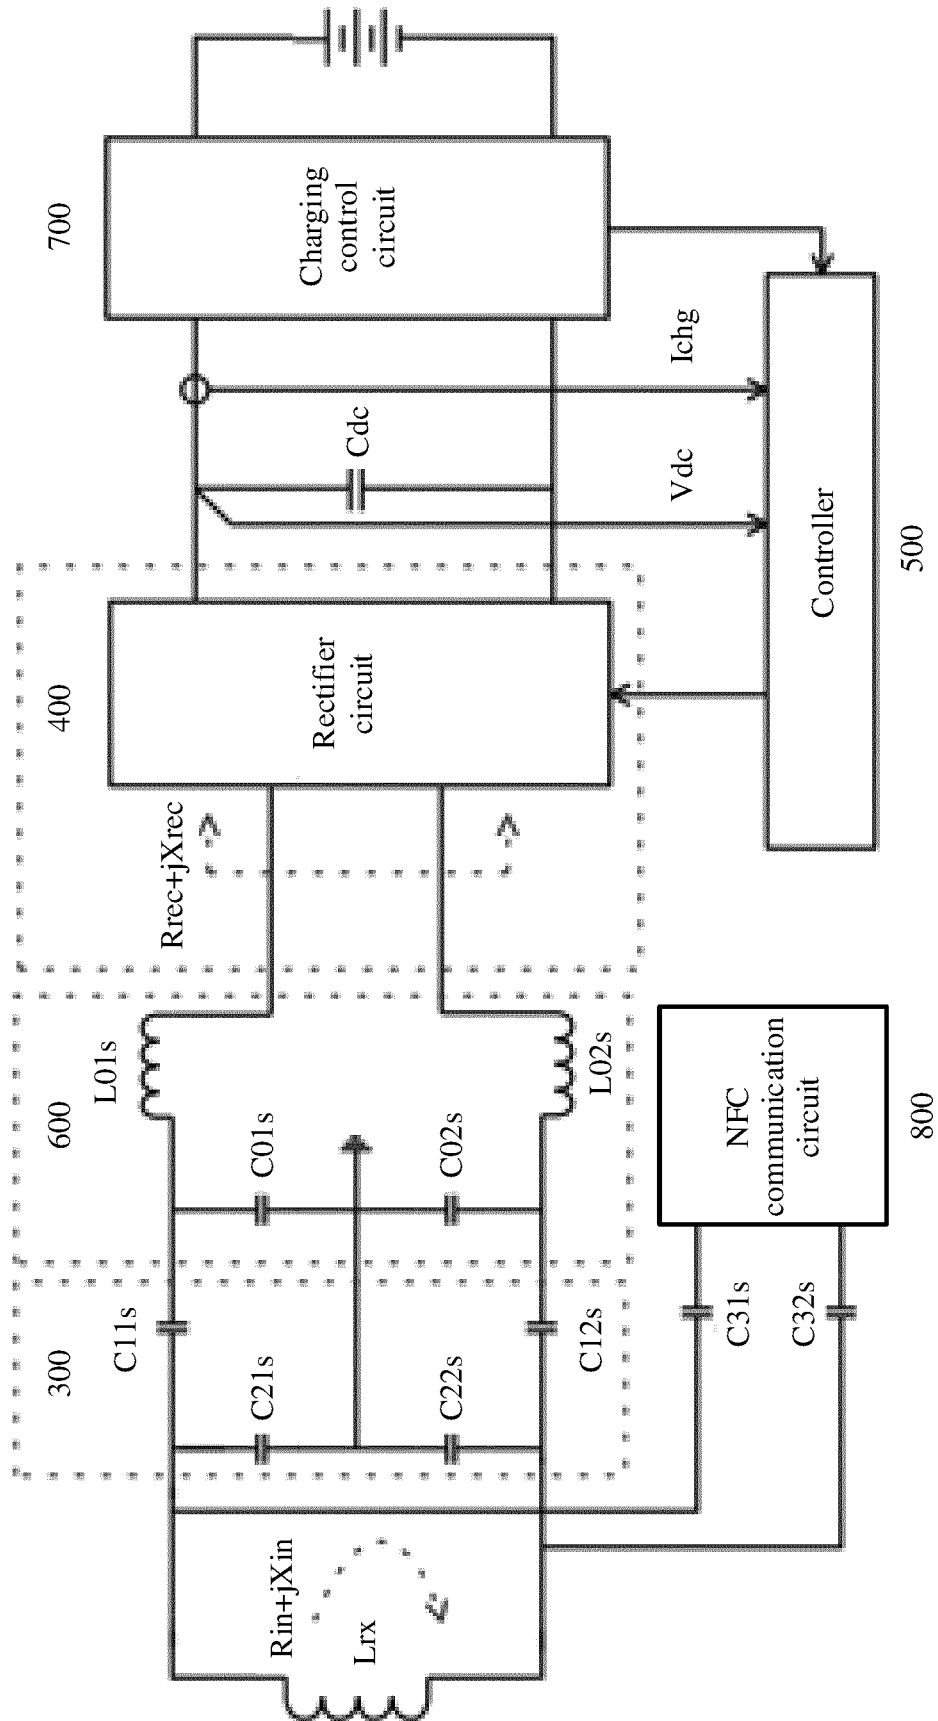 300
600
400
700
C11s
L01s
Rrec+jXrec
Rin+jXin
Lrx
C21s
C22s
C01s
C02s
C12s
L02s
Rectifier
circuit
Cdc
Charging
control
circuit
Vdc
Ichg
C31s
C32s
NFC
communication
circuit
800
Controller
500